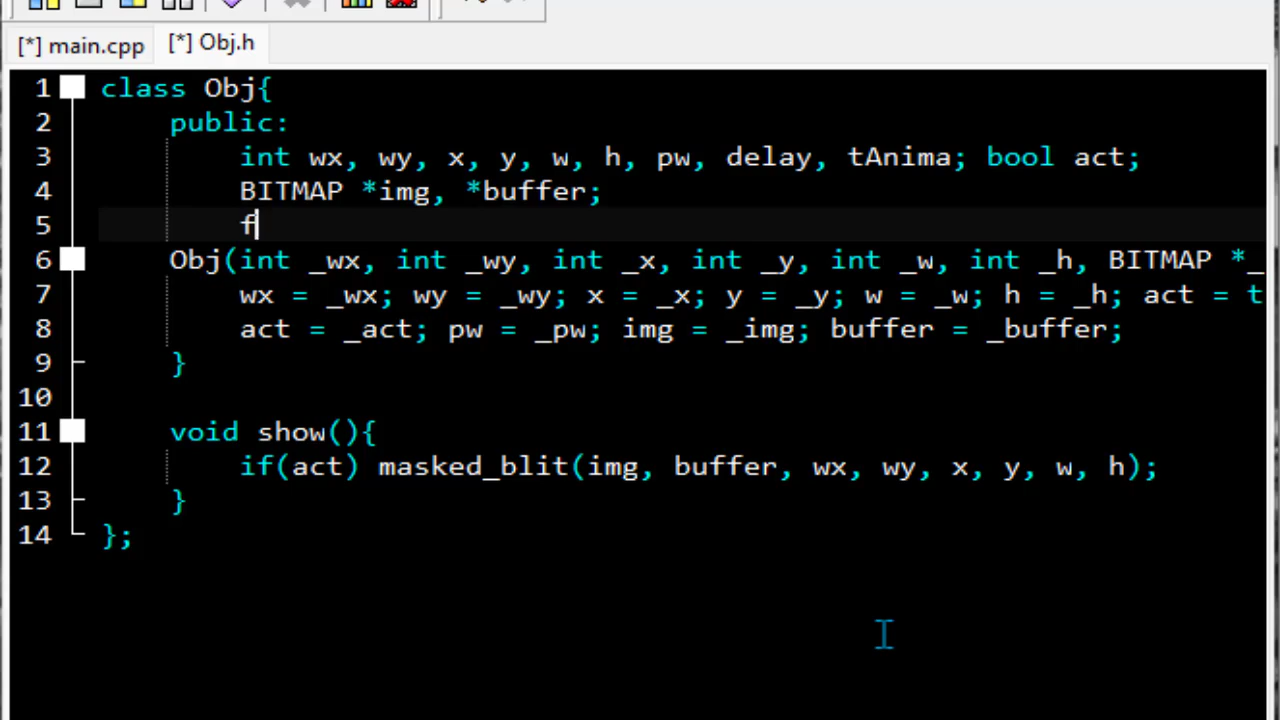 [*] main.cpp [*] Obj.h
1 class Obj{
2 public:
3 int wx, wy, x, y, w, h, pw, delay, tAnima; bool act;
4 BITMAP *img, *buffer;
5 f
6 Obj(int _wx, int _wy, int _x, int _y, int _w, int _h, BITMAP *_
7 wx = _wx; wy = _wy; x = _x; y = _y; w = _w; h = _h; act = t
8 act = _act; pw = _pw; img = _img; buffer = _buffer;
9 }
10
11 void show(){
12 if(act) masked_blit(img, buffer, wx, wy, x, y, w, h);
13 }
14 };